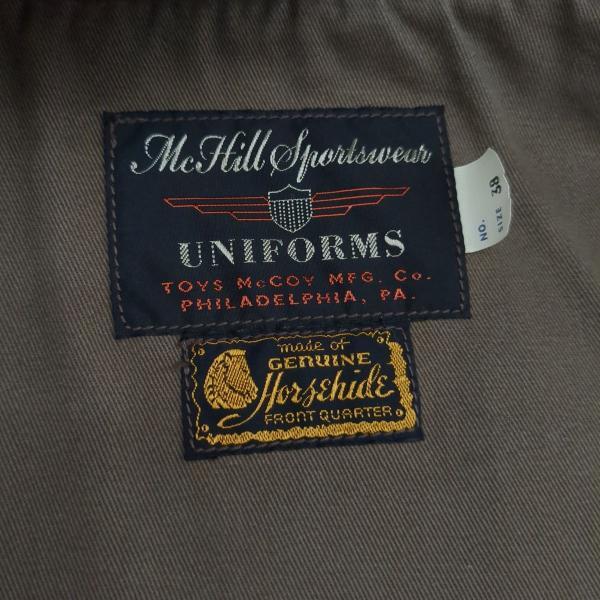 McHill Sportswear
UNIFORMS
TOYS McCOY MFG. Co.
PHILADELPHIA, PA.
NO.
SIZE 38
made of
GENUINE
Horsehide
FRONT QUARTER